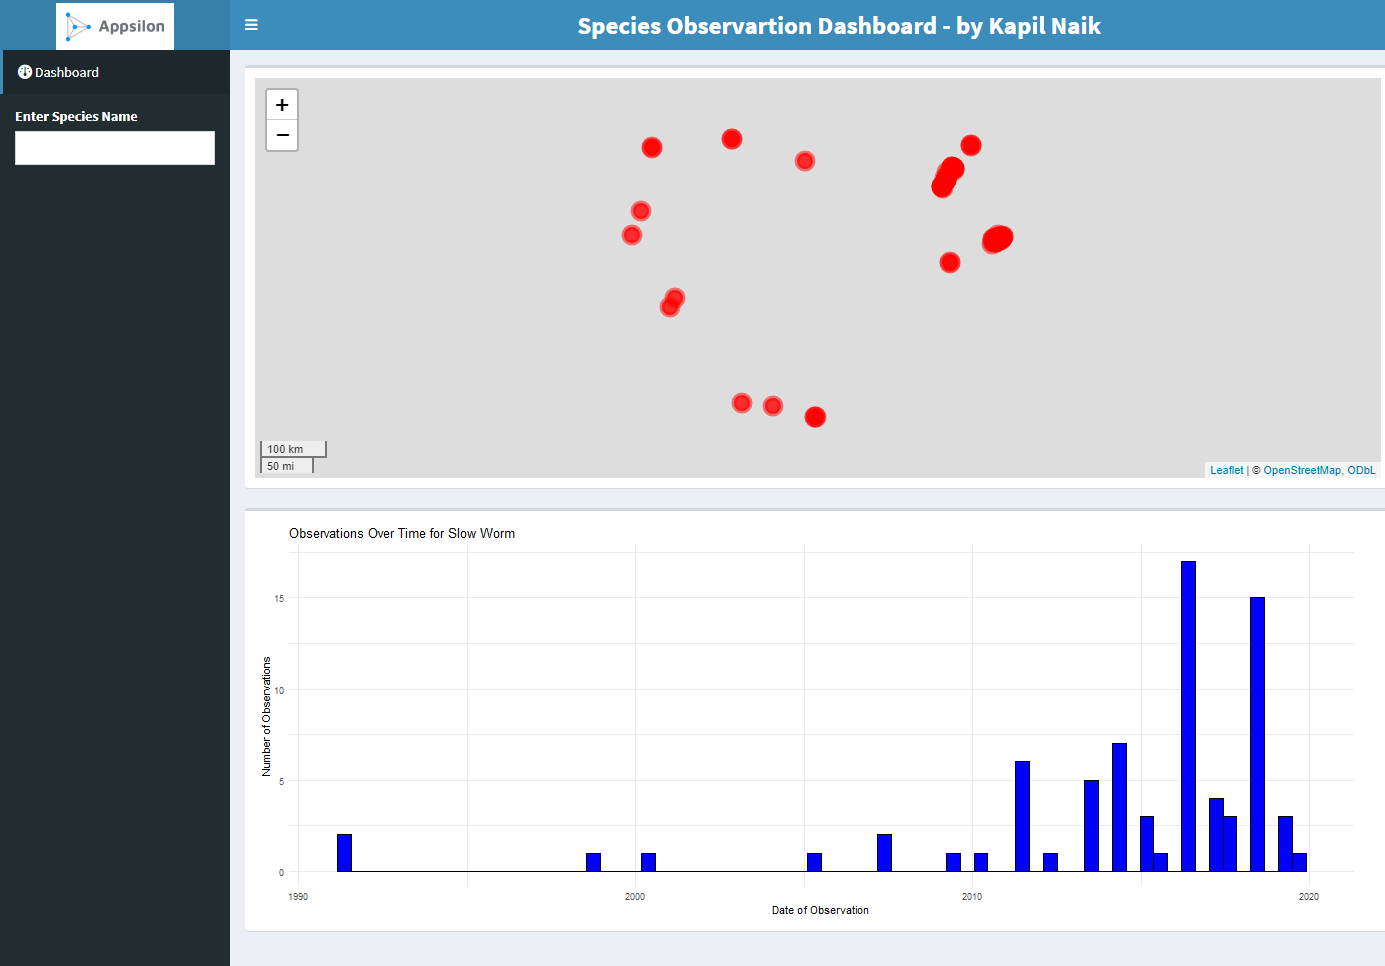 Appsilon
Species Observartion Dashboard - by Kapil Naik
Dashboard
Enter Species Name
+
−
100 km
50 mi
Leaflet | © OpenStreetMap, ODbL
Observations Over Time for Slow Worm
Number of Observations
15
10
5
0
1990 2000 2010 2020
Date of Observation